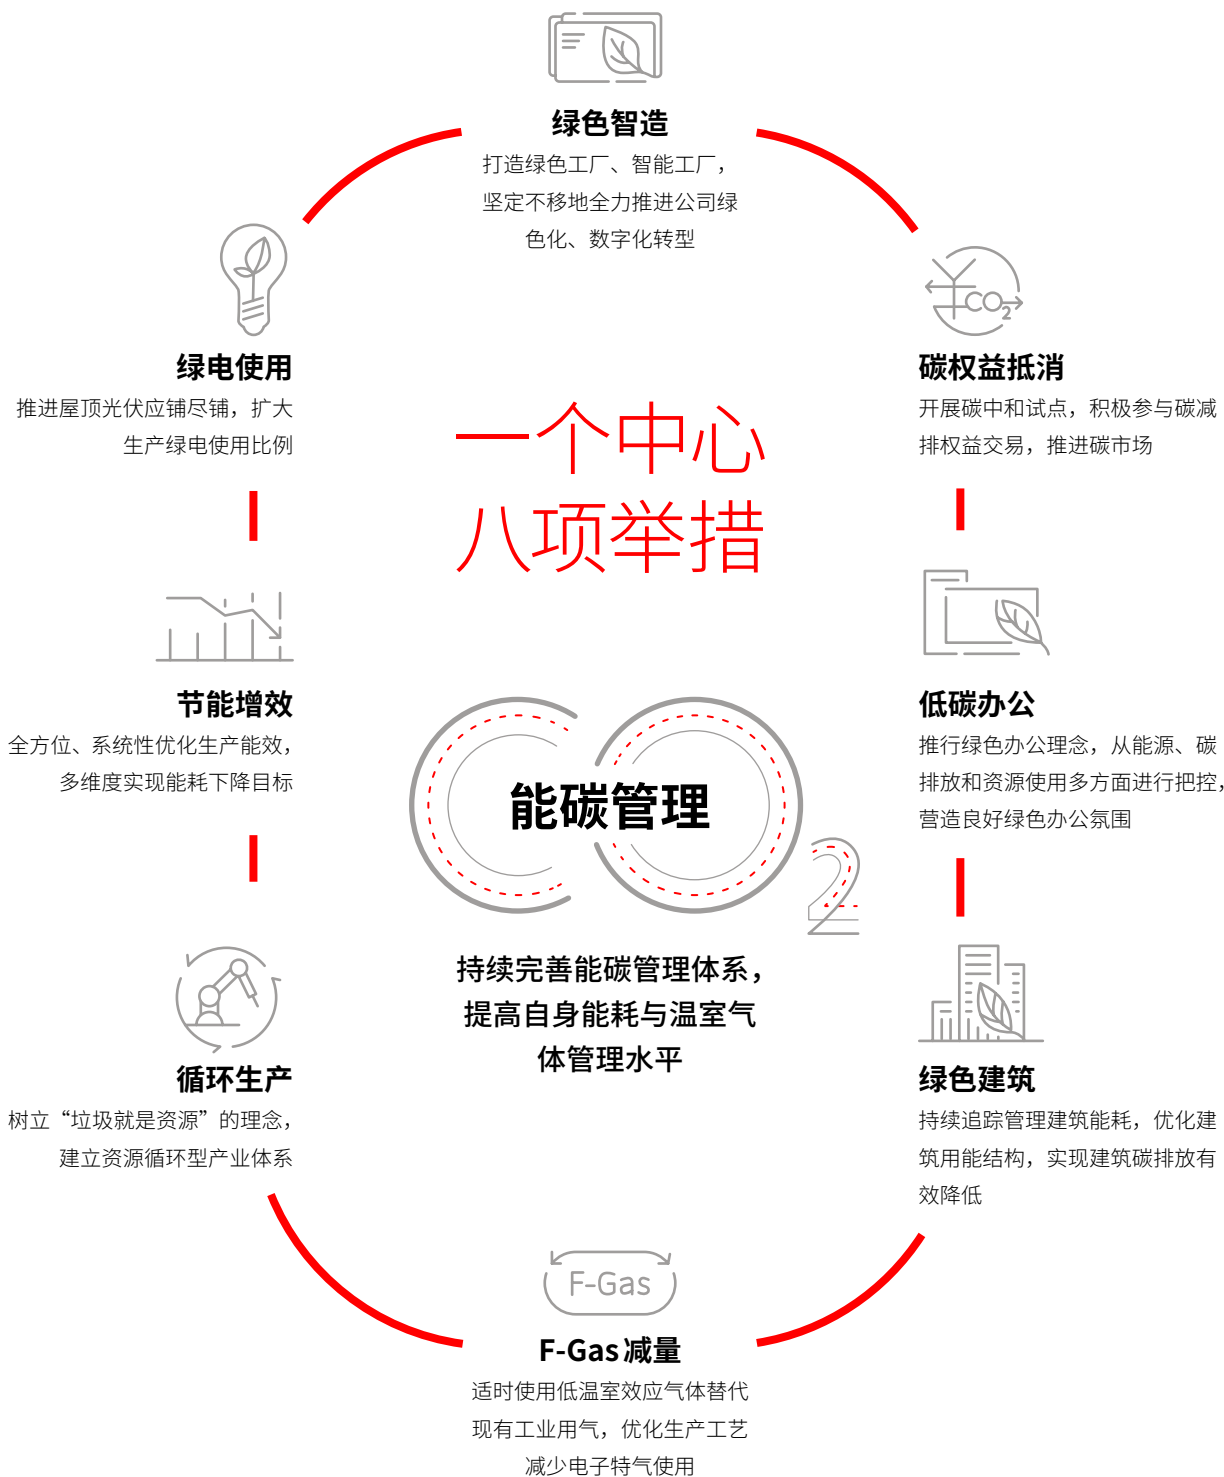 绿色智造
打造绿色工厂、智能工厂，
坚定不移地全力推进公司绿
色化、数字化转型
绿电使用
推进屋顶光伏应铺尽铺，扩大
生产绿电使用比例
CO2
碳权益抵消
开展碳中和试点，积极参与碳减
排权益交易，推进碳市场
一个中心
八项举措
节能增效
全方位、系统性优化生产能效，
多维度实现能耗下降目标
低碳办公
推行绿色办公理念，从能源、碳
排放和资源使用多方面进行把控，
营造良好绿色办公氛围
能碳管理
2
持续完善能碳管理体系，
提高自身能耗与温室气
体管理水平
循环生产
树立“垃圾就是资源”的理念，
建立资源循环型产业体系
绿色建筑
持续追踪管理建筑能耗，优化建
筑用能结构，实现建筑碳排放有
效降低
F-Gas
F-Gas减量
适时使用低温室效应气体替代
现有工业用气，优化生产工艺
减少电子特气使用